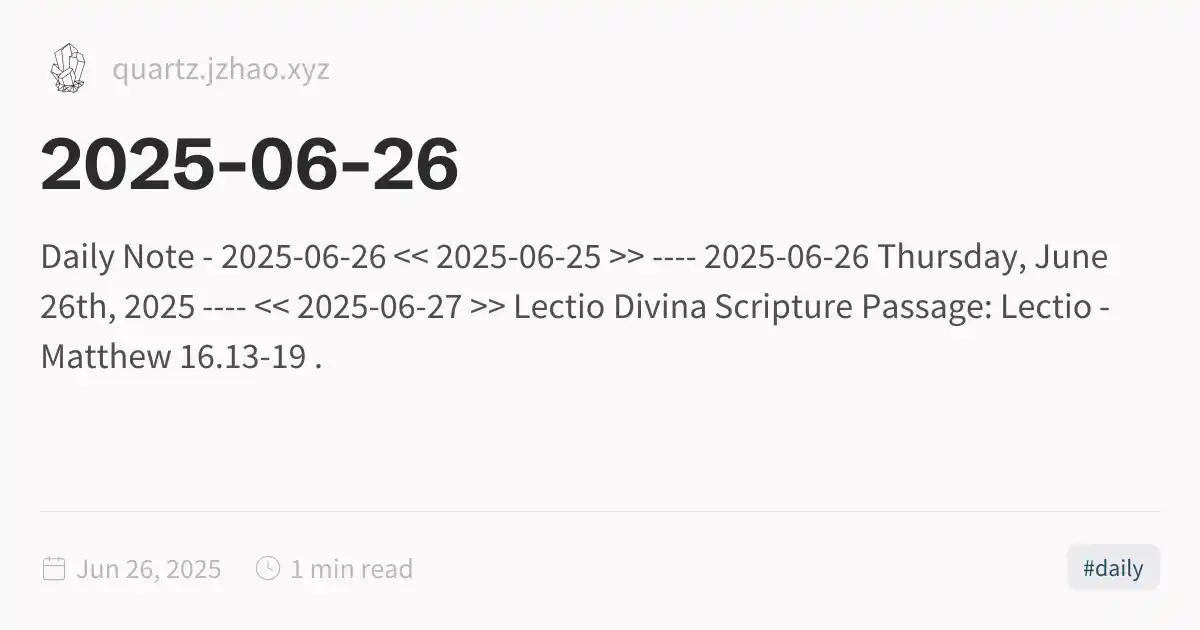 quartz.jzhao.xyz
2025-06-26
Daily Note - 2025-06-26 << 2025-06-25 >> ---- 2025-06-26 Thursday, June
26th, 2025 ---- << 2025-06-27 >> Lectio Divina Scripture Passage: Lectio -
Matthew 16.13-19 .
Jun 26, 2025 1 min read #daily